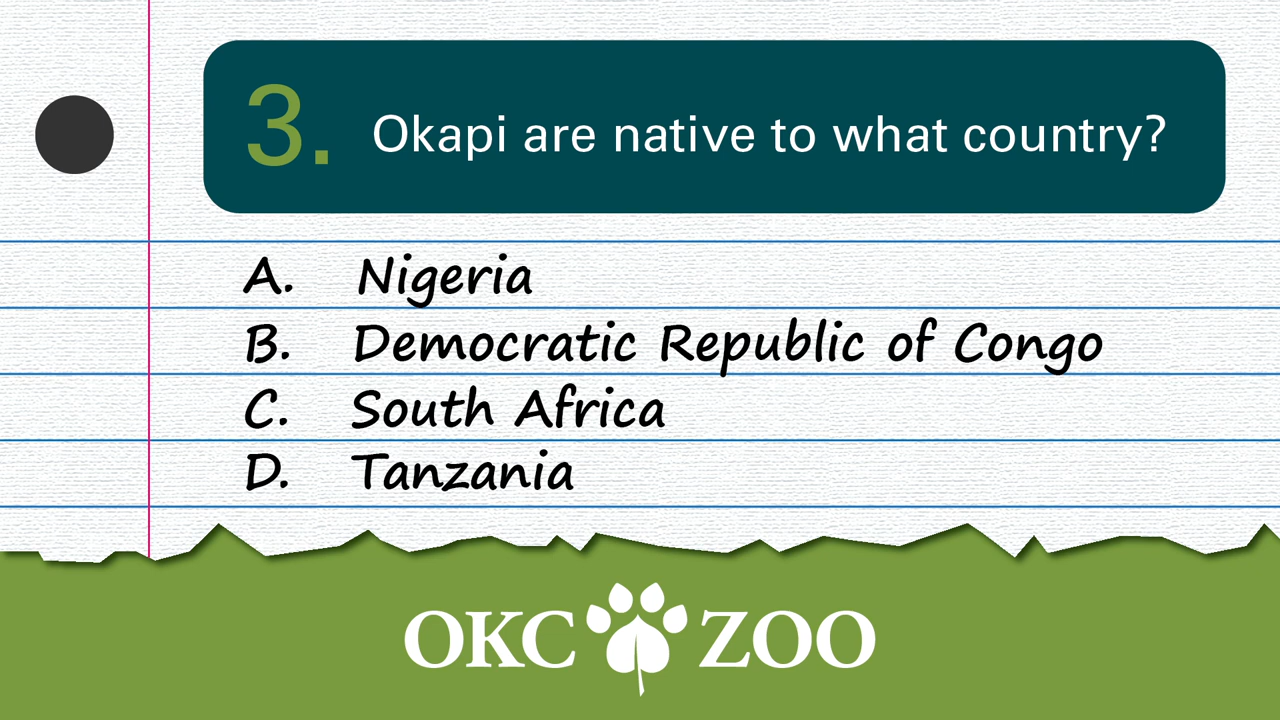 3. Okapi are native to what country?
A. Nigeria
B. Democratic Republic of Congo
C. South Africa
D. Tanzania
OKC ZOO